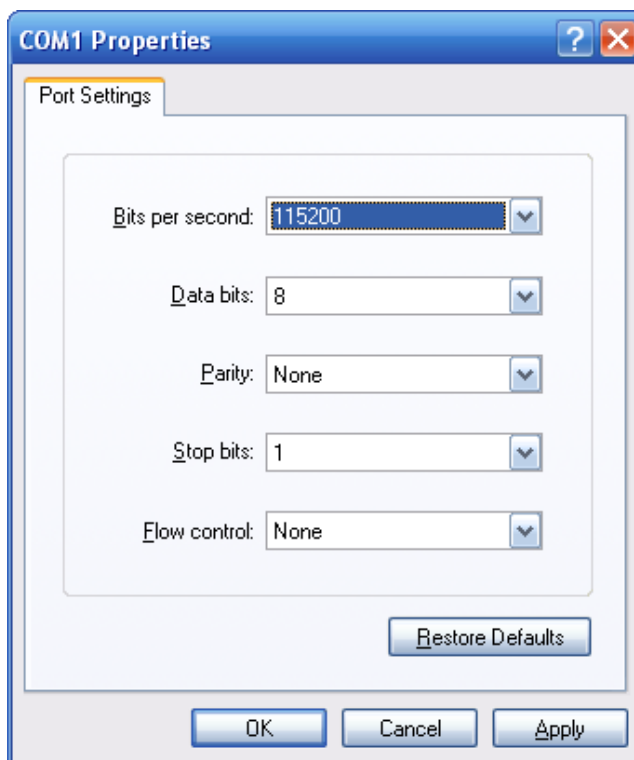 COM1 Properties
Port Settings
Bits per second: 115200
Data bits: 8
Parity: None
Stop bits: 1
Flow control: None
Restore Defaults
OK Cancel Apply